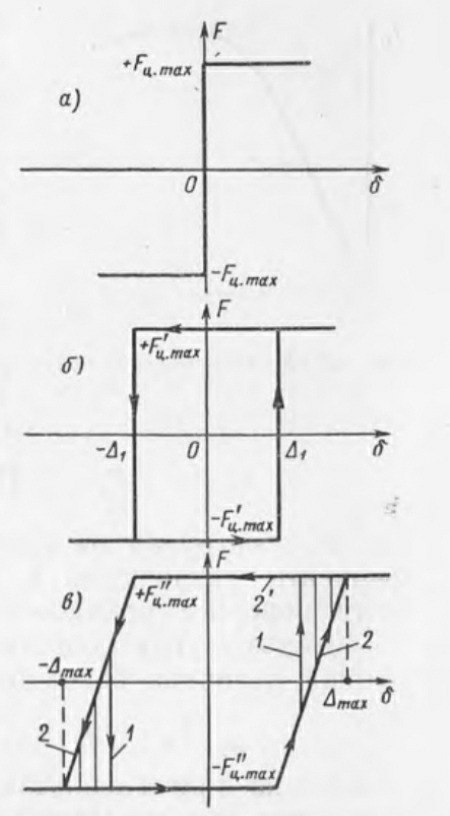 F
+Fц.max
а)
0
δ
-Fц.max
F
+F'ц.max
б)
-Δ₁
0
Δ₁
δ
-F'ц.max
F
+F''ц.max
2'
в)
1
2
-Δmax
Δmax
δ
2
1
-F''ц.max